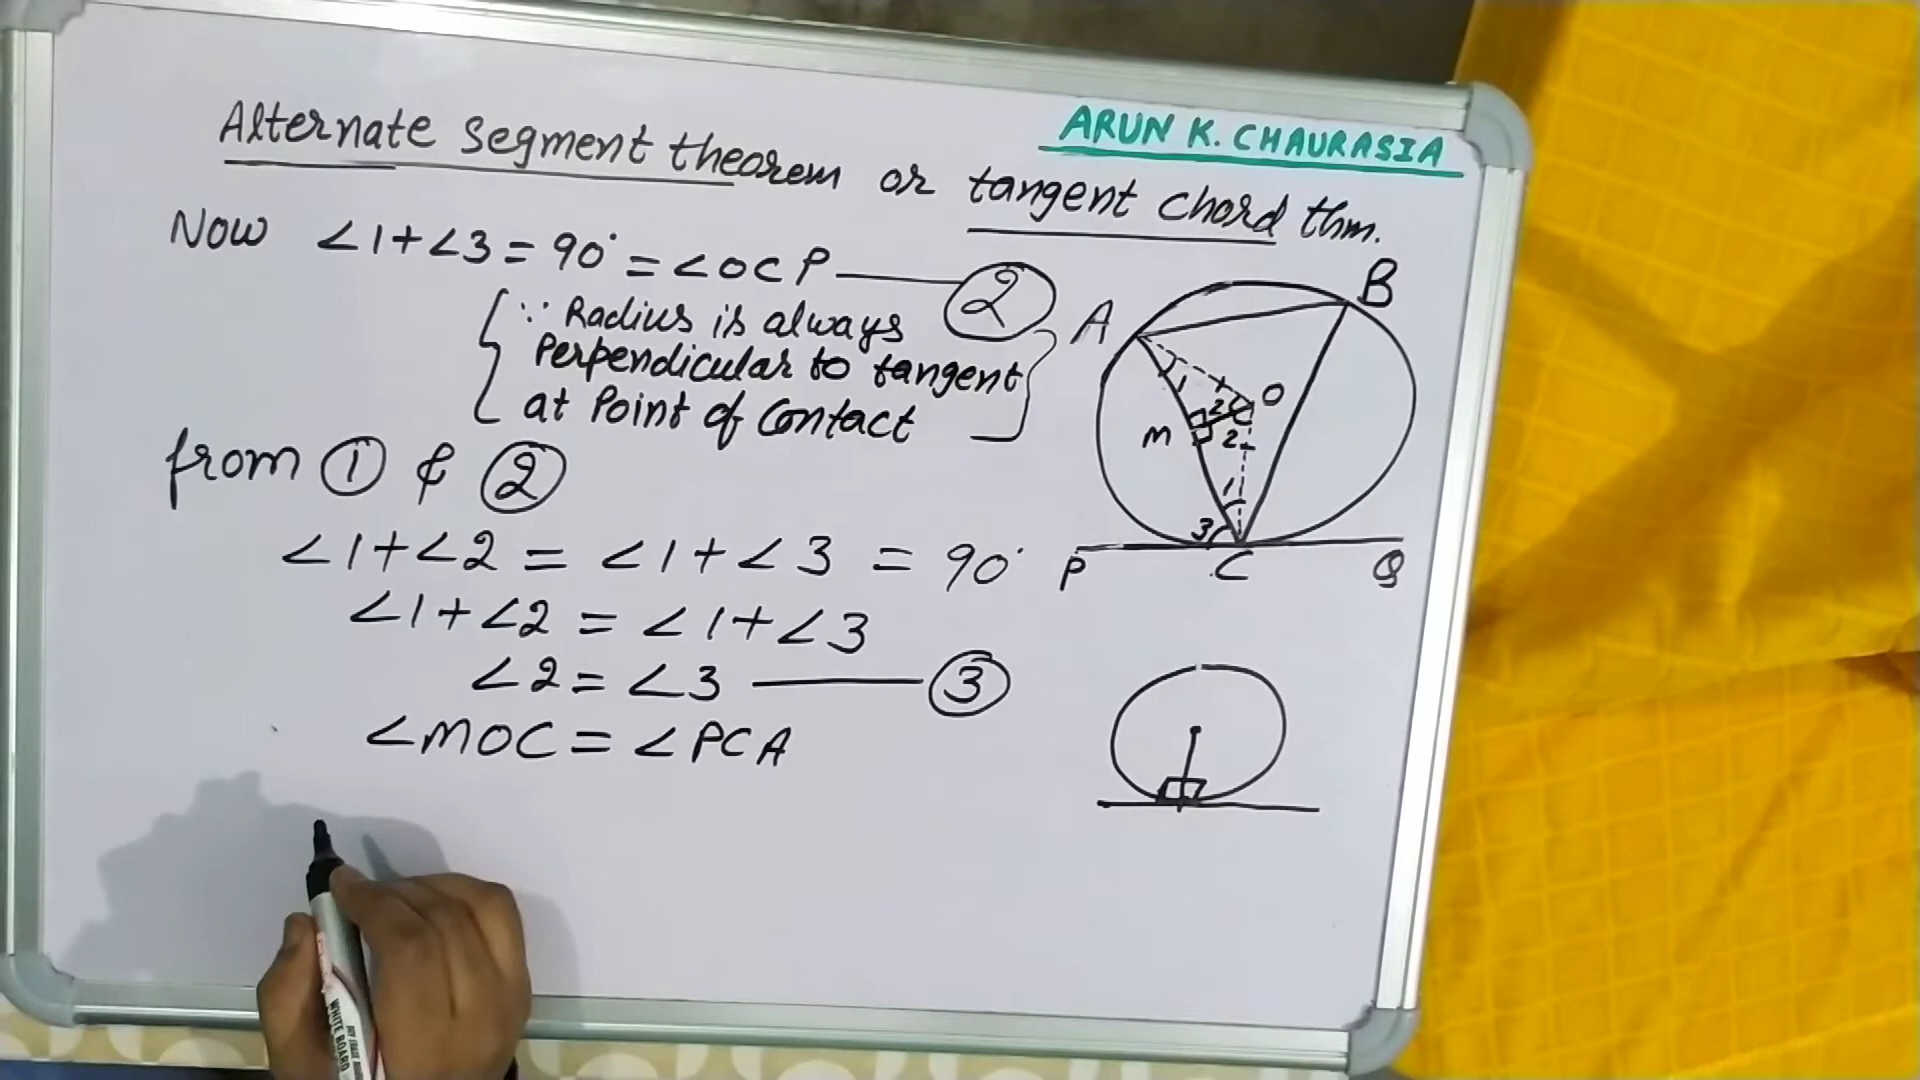 ARUN K. CHAURASIA
Alternate segment theorem or tangent chord thm.
Now ∠1+∠3 = 90° = ∠OCP — ②
{∵ Radius is always
Perpendicular to tangent
at Point of Contact}
from ① & ②
∠1+∠2 = ∠1+∠3 = 90°
∠1+∠2 = ∠1+∠3
∠2 = ∠3 — ③
∠MOC = ∠PCA
B
A
1
O
2
M
2
1
3
P C Q
WHITE BOARD